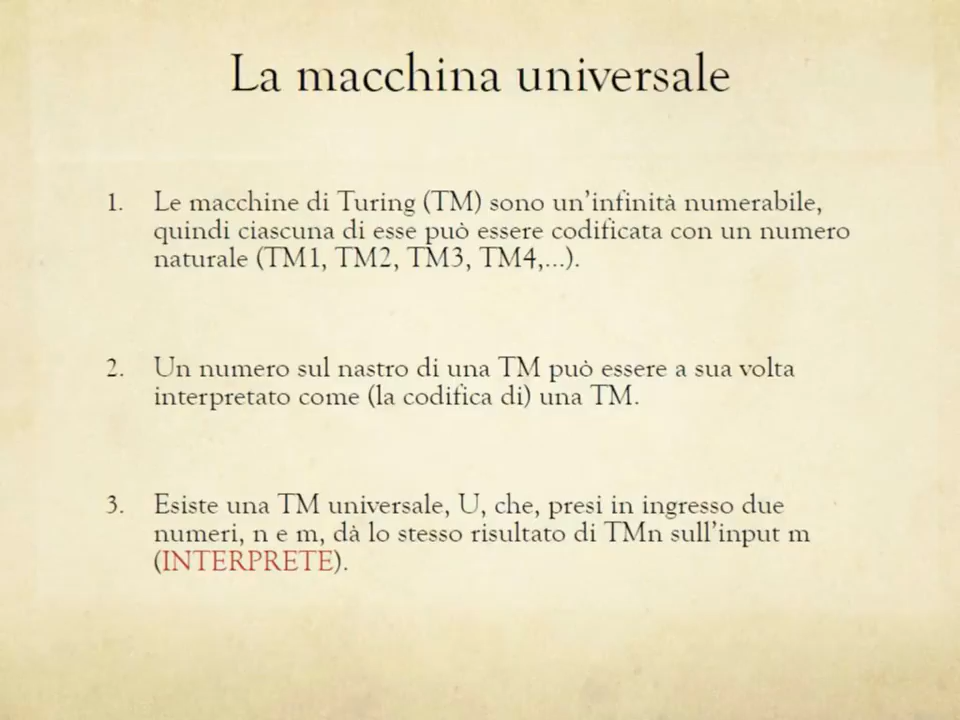 La macchina universale
1. Le macchine di Turing (TM) sono un'infinità numerabile,
quindi ciascuna di esse può essere codificata con un numero
naturale (TM1, TM2, TM3, TM4,...).
2. Un numero sul nastro di una TM può essere a sua volta
interpretato come (la codifica di) una TM.
3. Esiste una TM universale, U, che, presi in ingresso due
numeri, n e m, dà lo stesso risultato di TMn sull'input m
(INTERPRETE).